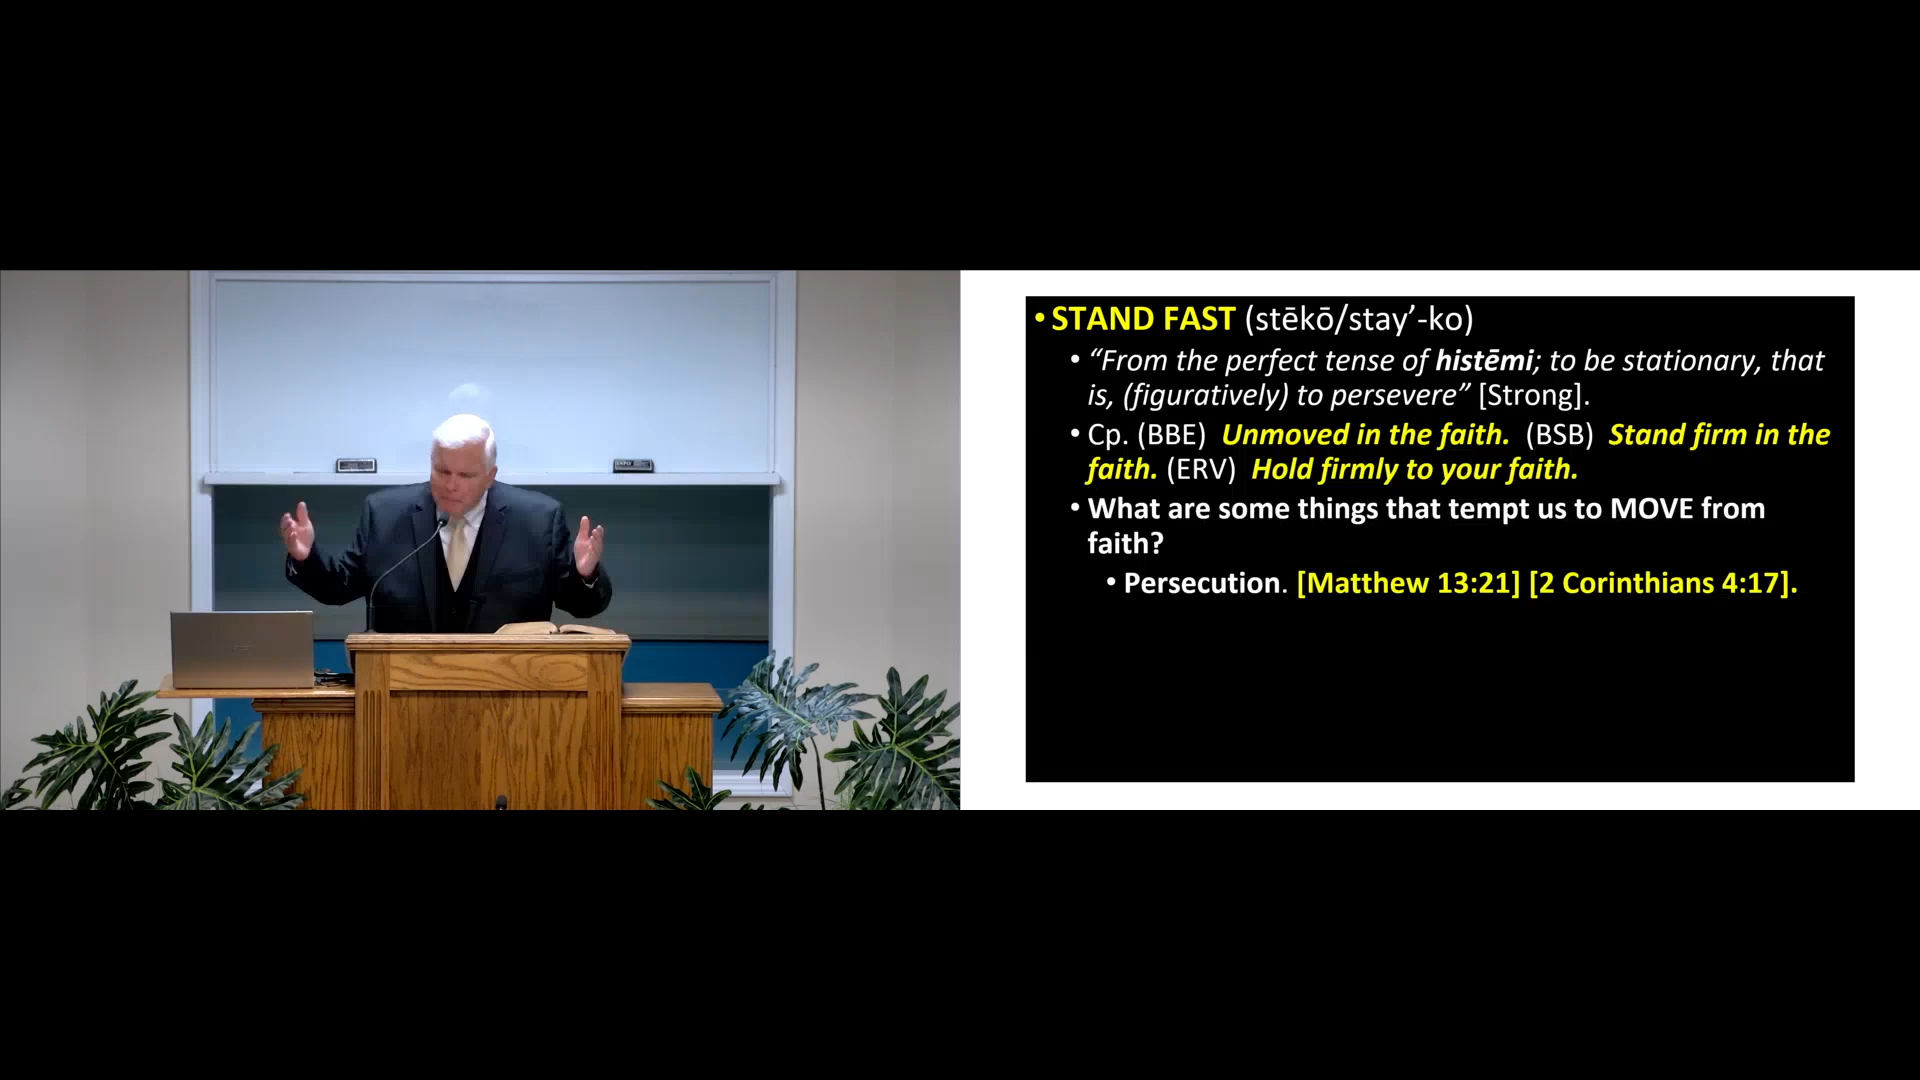 • STAND FAST (stēkō/stay’-ko)
• “From the perfect tense of histēmi; to be stationary, that
is, (figuratively) to persevere” [Strong].
• Cp. (BBE)  Unmoved in the faith.  (BSB)  Stand firm in the
faith. (ERV)  Hold firmly to your faith.
• What are some things that tempt us to MOVE from
faith?
• Persecution. [Matthew 13:21] [2 Corinthians 4:17].